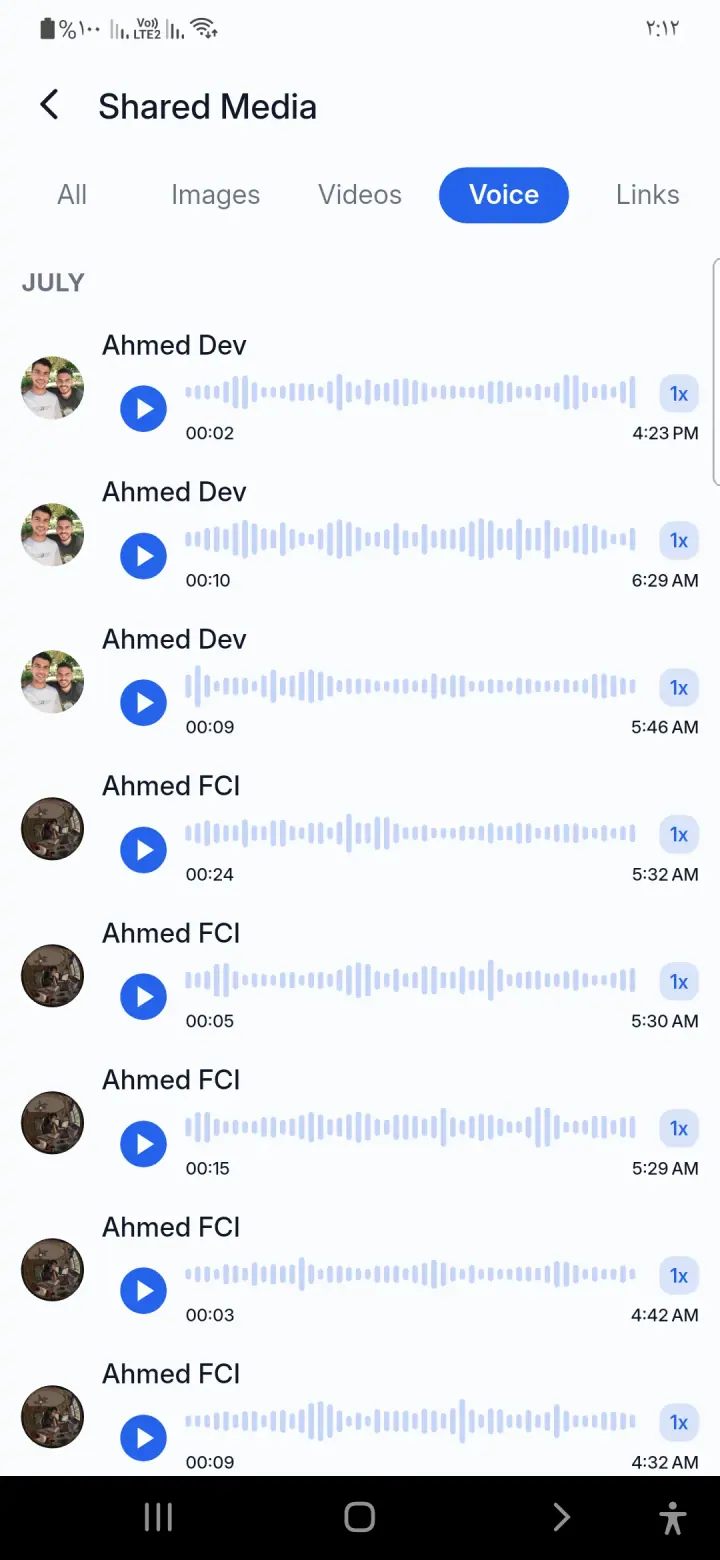 %١٠٠ Vo)) LTE2 ٢:١٢
Shared Media
All Images Videos Voice Links
JULY
Ahmed Dev
1x
00:02 4:23 PM
Ahmed Dev
1x
00:10 6:29 AM
Ahmed Dev
1x
00:09 5:46 AM
Ahmed FCI
1x
00:24 5:32 AM
Ahmed FCI
1x
00:05 5:30 AM
Ahmed FCI
1x
00:15 5:29 AM
Ahmed FCI
1x
00:03 4:42 AM
Ahmed FCI
1x
00:09 4:32 AM